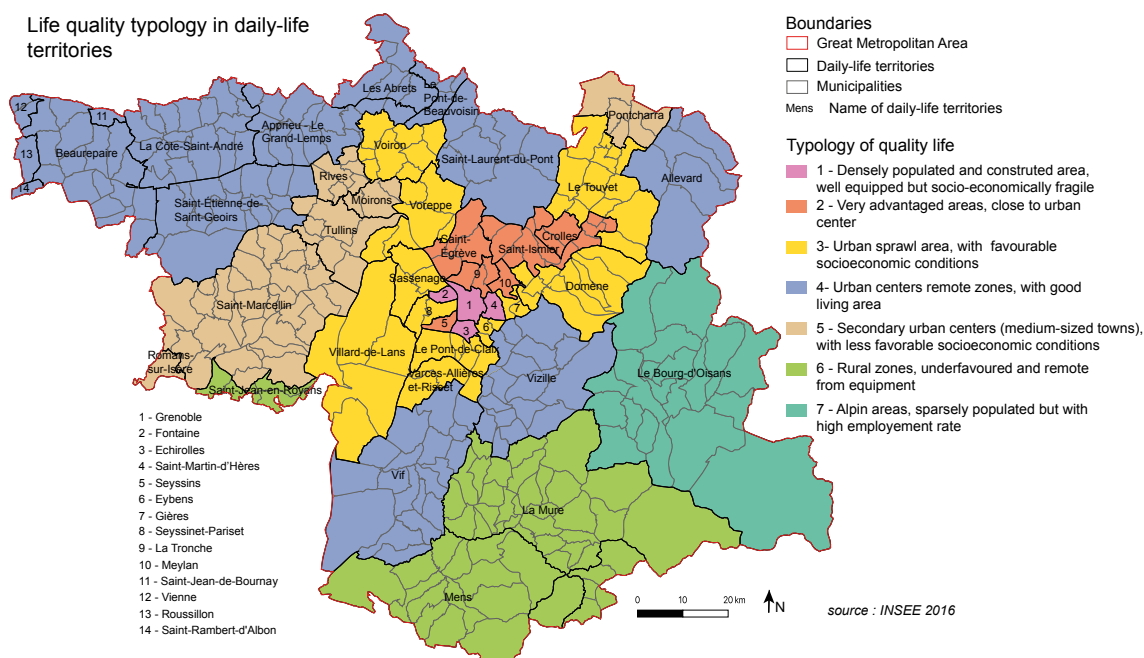 Life quality typology in daily-life
territories
Boundaries
Great Metropolitan Area
Daily-life territories
Municipalities
Mens Name of daily-life territories
Typology of quality life
1 - Densely populated and construted area,
well equipped but socio-economically fragile
2 - Very advantaged areas, close to urban
center
3- Urban sprawl area, with favourable
socioeconomic conditions
4- Urban centers remote zones, with good
living area
5 - Secondary urban centers (medium-sized towns),
with less favorable socioeconomic conditions
6 - Rural zones, underfavoured and remote
from equipment
7 - Alpin areas, sparsely populated but with
high employement rate
Les Abrets
Le
Pont-de-
Beauvoisin
Pontcharra
12
11
13
14
Beaurepaire
La Côte-Saint-André
Apprieu - Le
Grand-Lemps
Voiron
Saint-Laurent-du-Pont
Le Touvet
Allevard
Rives
Moirons
Saint-Étienne-de-
Saint-Geoirs
Voreppe
Tullins
Saint-
Égrève
Saint-Ismier
Crolles
Sassenage
9
10
Domène
2
1
4
7
8
5
3
6
Saint-Marcellin
Villard-de-Lans
Le Pont-de-Claix
Romans-
sur-Isère
Saint-Jean-en-Royans
Varces-Allières-
et-Risset
Vizille
Le Bourg-d'Oisans
Vif
La Mure
Mens
1 - Grenoble
2 - Fontaine
3 - Echirolles
4 - Saint-Martin-d'Hères
5 - Seyssins
6 - Eybens
7 - Gières
8 - Seyssinet-Pariset
9 - La Tronche
10 - Meylan
11 - Saint-Jean-de-Bournay
12 - Vienne
13 - Roussillon
14 - Saint-Rambert-d'Albon
0 10 20 km
N
source : INSEE 2016